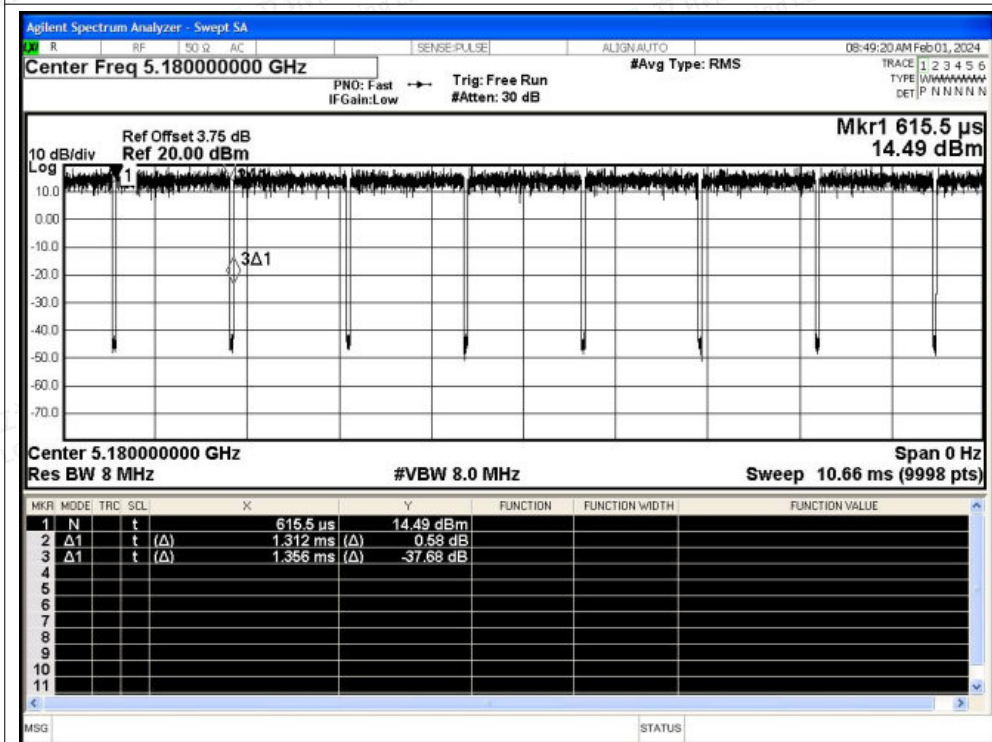 Agilent Spectrum Analyzer - Swept SA
LXI R RF 50 Ω AC SENSE:PULSE ALIGNAUTO 08:49:20 AM Feb 01, 2024
Center Freq 5.180000000 GHz #Avg Type: RMS TRACE 1 2 3 4 5 6
PNO: Fast Trig: Free Run TYPE WWWWWW
IFGain:Low #Atten: 30 dB DET P N N N N N
Mkr1 615.5 µs
Ref Offset 3.75 dB
10 dB/div Ref 20.00 dBm 14.49 dBm
Log
1
10.0
0.00
-10.0
3Δ1
-20.0
-30.0
-40.0
-50.0
-60.0
-70.0
Center 5.180000000 GHz Span 0 Hz
Res BW 8 MHz #VBW 8.0 MHz Sweep 10.66 ms (9998 pts)
MKR MODE TRC SCL X Y FUNCTION FUNCTION WIDTH FUNCTION VALUE
1 N t 615.5 µs 14.49 dBm
2 Δ1 t (Δ) 1.312 ms (Δ) 0.58 dB
3 Δ1 t (Δ) 1.356 ms (Δ) -37.68 dB
4
5
6
7
8
9
10
11
MSG STATUS